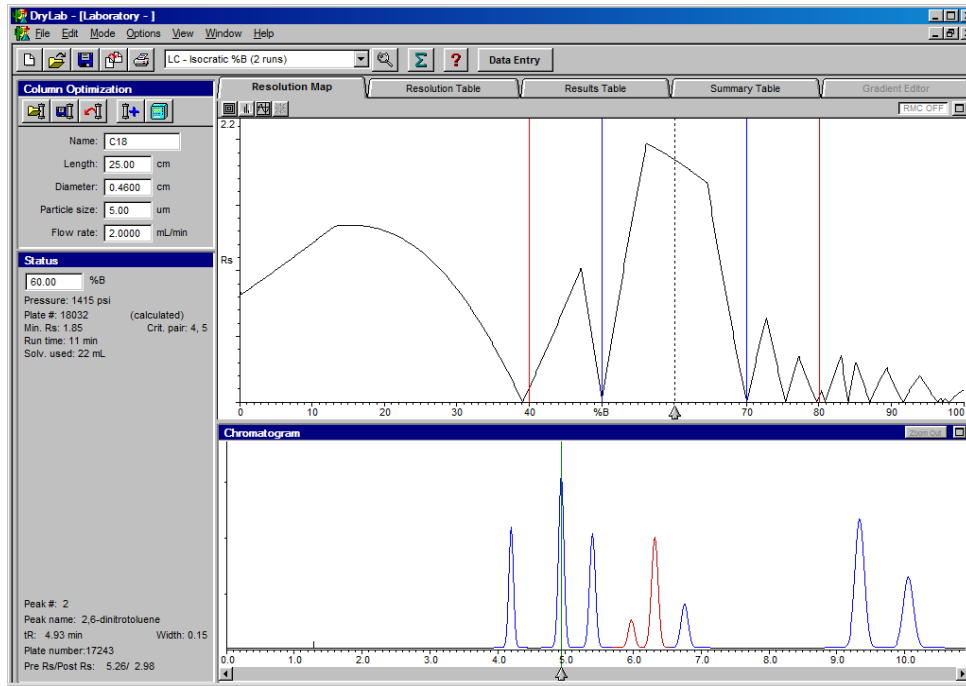 DryLab - [Laboratory - ]
File Edit Mode Options View Window Help
LC - Isocratic %B (2 runs) ? Data Entry
Column Optimization
Name: C18
Length: 25.00 cm
Diameter: 0.4600 cm
Particle size: 5.00 um
Flow rate: 2.0000 mL/min
Status
60.00 %B
Pressure: 1415 psi
Plate #: 18032 (calculated)
Min. Rs: 1.85 Crit. pair: 4, 5
Run time: 11 min
Solv. used: 22 mL
Peak #: 2
Peak name: 2,6-dinitrotoluene
tR: 4.93 min Width: 0.15
Plate number:17243
Pre Rs/Post Rs: 5.26/ 2.98
Resolution Map Resolution Table Results Table Summary Table Gradient Editor
RMC OFF
2.2
Rs
0 10 20 30 40 %B 70 80 90 100
Chromatogram Zoom Out
0.0 1.0 2.0 3.0 4.0 5.0 6.0 7.0 8.0 9.0 10.0